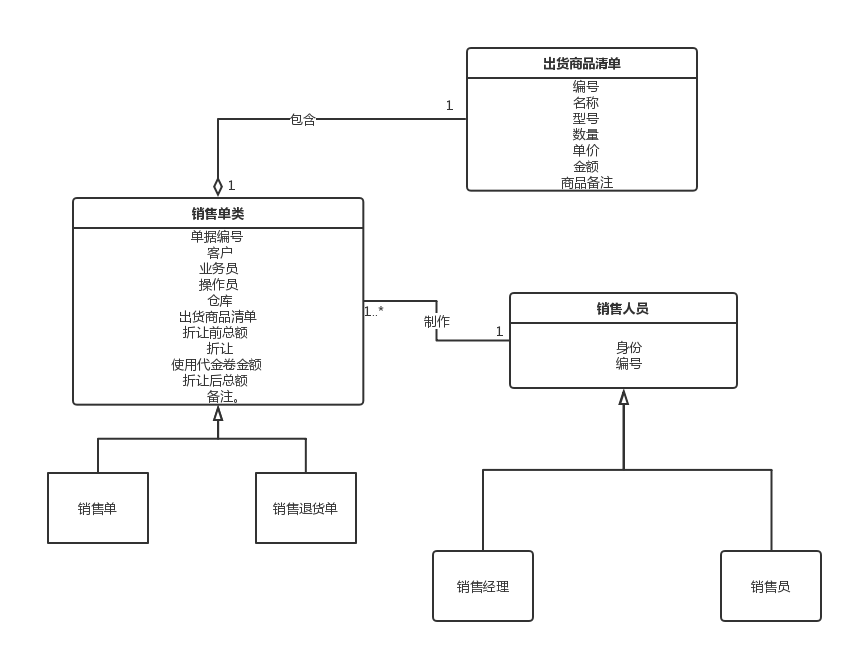 出货商品清单
编号
名称
型号
数量
单价
金额
商品备注
1
包含
1
销售单类
单据编号
客户
业务员
操作员
仓库
出货商品清单
折让前总额
折让
使用代金卷金额
折让后总额
备注。
1..*
制作
1
销售人员
身份
编号
销售单
销售退货单
销售经理
销售员